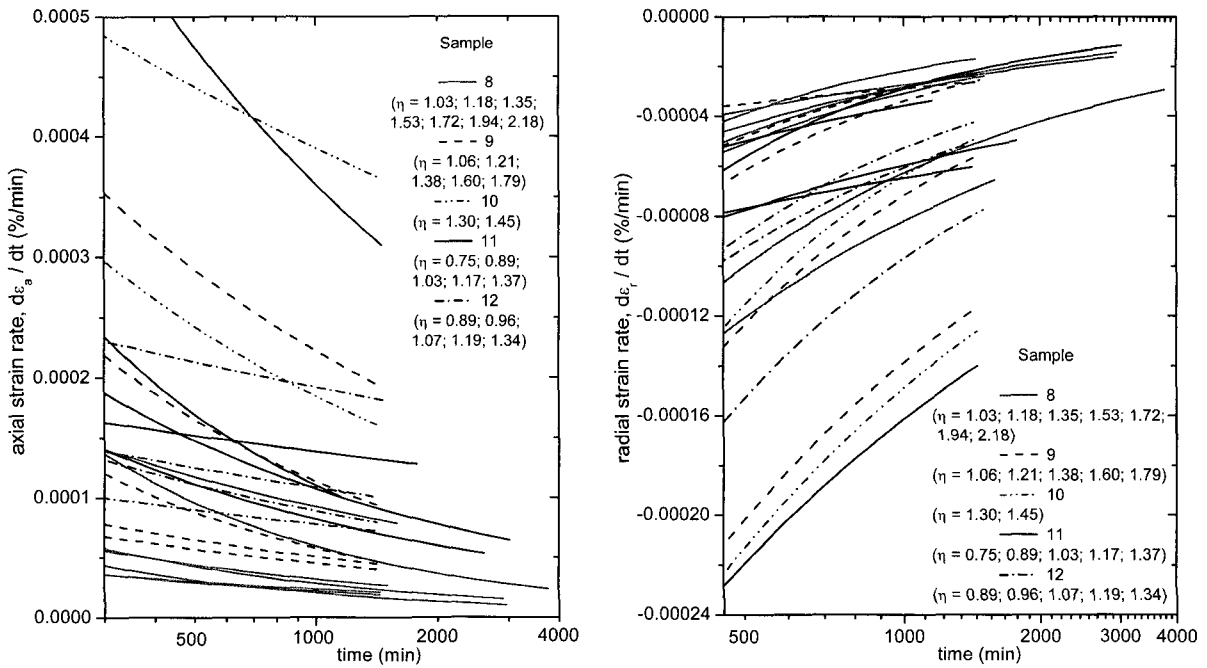 0.0005
0.0004
0.0003
0.0002
0.0001
0.0000
axial strain rate, dεa / dt (%/min)
500
1000
2000
4000
time (min)
Sample
8
(η = 1.03; 1.18; 1.35;
1.53; 1.72; 1.94; 2.18)
9
(η = 1.06; 1.21;
1.38; 1.60; 1.79)
10
(η = 1.30; 1.45)
11
(η = 0.75; 0.89;
1.03; 1.17; 1.37)
12
(η = 0.89; 0.96;
1.07; 1.19; 1.34)
0.00000
-0.00004
-0.00008
-0.00012
-0.00016
-0.00020
-0.00024
radial strain rate, dεr / dt (%/min)
500
1000
2000
3000
4000
time (min)
Sample
8
(η = 1.03; 1.18; 1.35; 1.53; 1.72;
1.94; 2.18)
9
(η = 1.06; 1.21; 1.38; 1.60; 1.79)
10
(η = 1.30; 1.45)
11
(η = 0.75; 0.89; 1.03; 1.17; 1.37)
12
(η = 0.89; 0.96; 1.07; 1.19; 1.34)